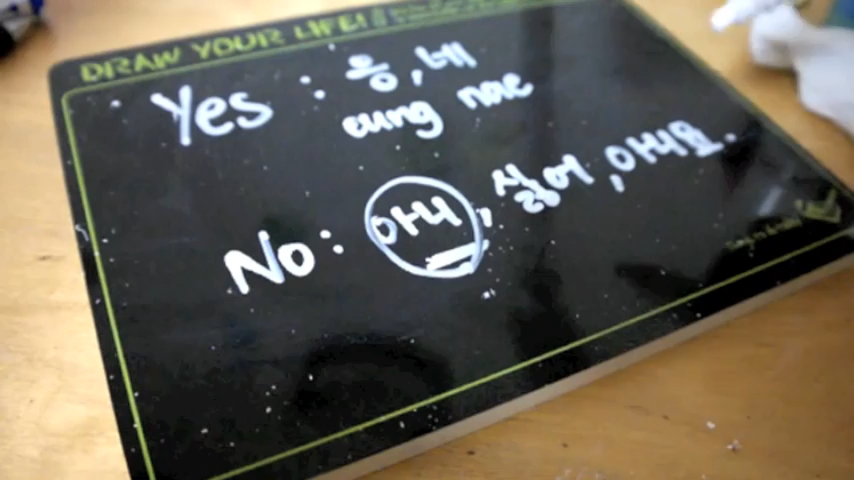 DRAW YOUR LIFE!
Yes : 응, 네
eung nae
No : 아니, 싫어, 아니요.